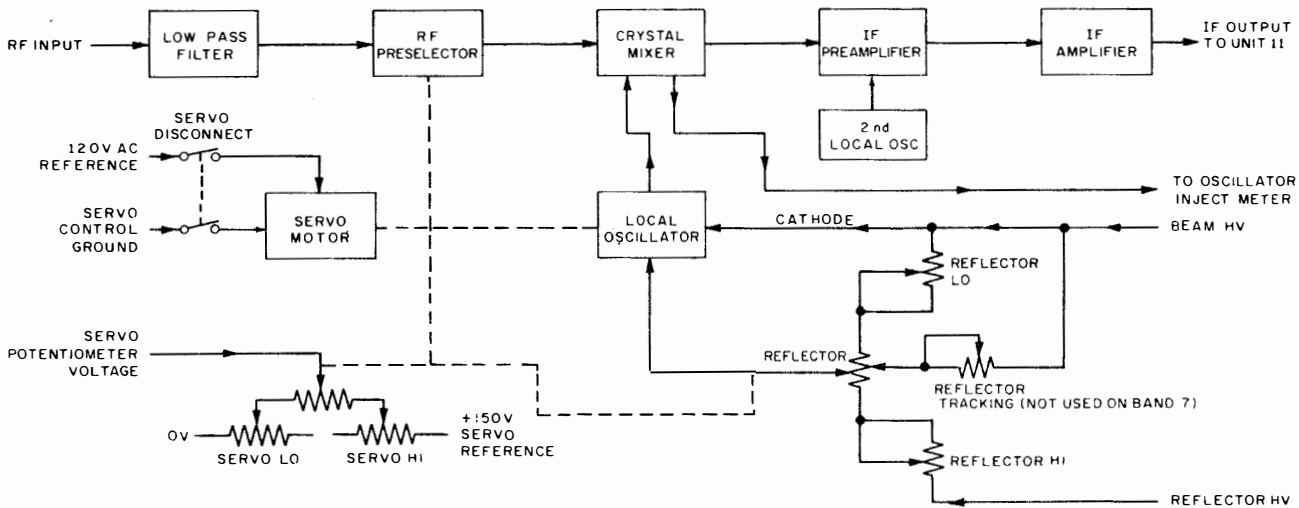 RF INPUT
LOW PASS
FILTER
RF
PRESELECTOR
CRYSTAL
MIXER
IF
PREAMPLIFIER
IF
AMPLIFIER
IF OUTPUT
TO UNIT 11
2 nd
LOCAL OSC
SERVO
DISCONNECT
120V AC
REFERENCE
SERVO
CONTROL
GROUND
SERVO
MOTOR
LOCAL
OSCILLATOR
TO OSCILLATOR
INJECT METER
CATHODE
BEAM HV
REFLECTOR
LO
SERVO
POTENTIOMETER
VOLTAGE
REFLECTOR
REFLECTOR
TRACKING (NOT USED ON BAND 7)
0V
SERVO LO
SERVO HI
+150V
SERVO
REFERENCE
REFLECTOR HI
REFLECTOR HV